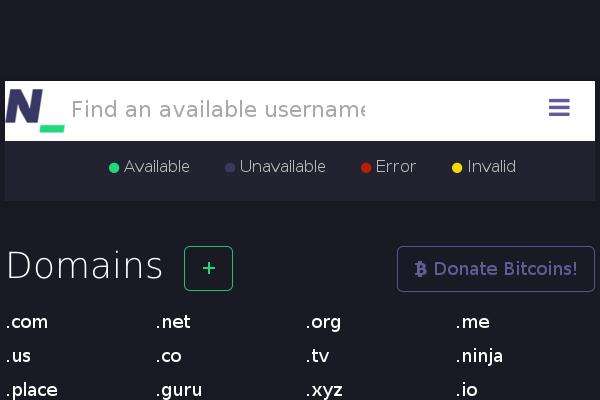 N_ Find an available username
Available Unavailable Error Invalid
Domains + Donate Bitcoins!
.com .net .org .me
.us .co .tv .ninja
.place .guru .xyz .io